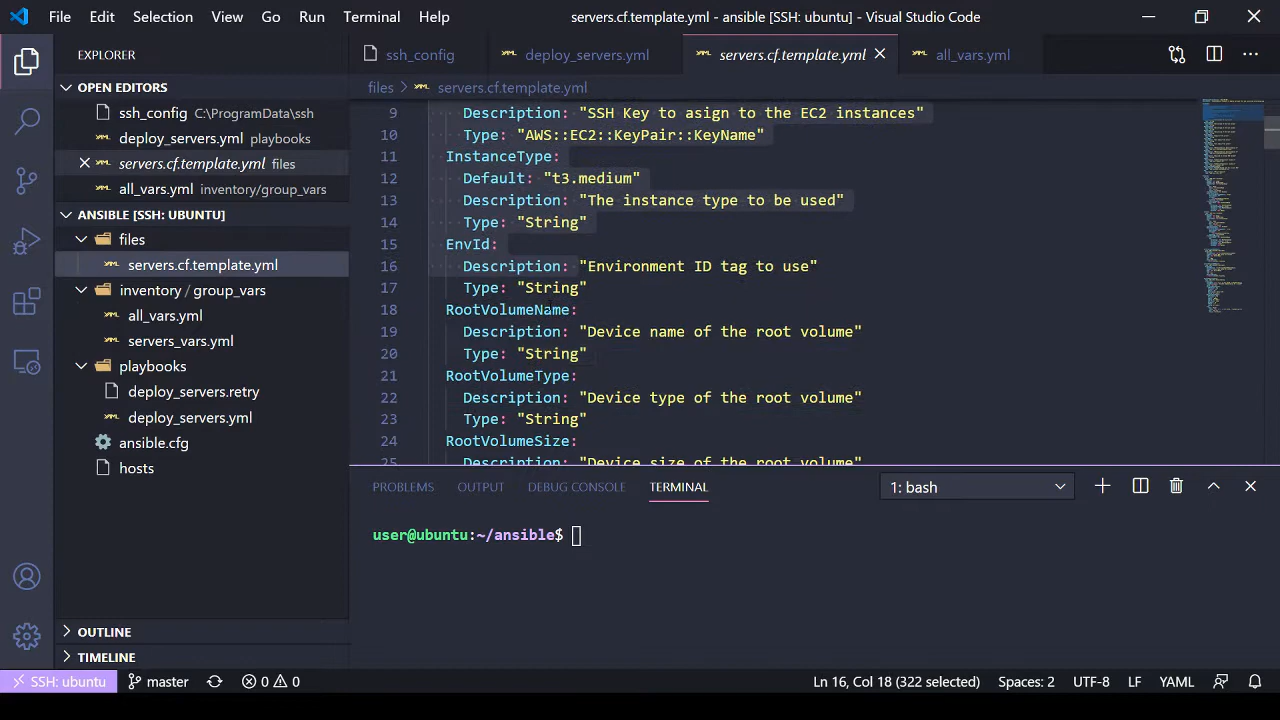 File Edit Selection View Go Run Terminal Help servers.cf.template.yml - ansible [SSH: ubuntu] - Visual Studio Code
EXPLORER
OPEN EDITORS
ssh_config C:\ProgramData\ssh
deploy_servers.yml playbooks
servers.cf.template.yml files
all_vars.yml inventory/group_vars
ANSIBLE [SSH: UBUNTU]
files
servers.cf.template.yml
inventory / group_vars
all_vars.yml
servers_vars.yml
playbooks
deploy_servers.retry
deploy_servers.yml
ansible.cfg
hosts
OUTLINE
TIMELINE
ssh_config deploy_servers.yml servers.cf.template.yml all_vars.yml
files > servers.cf.template.yml
9 Description: "SSH Key to asign to the EC2 instances"
10 Type: "AWS::EC2::KeyPair::KeyName"
11 InstanceType:
12 Default: "t3.medium"
13 Description: "The instance type to be used"
14 Type: "String"
15 EnvId:
16 Description: "Environment ID tag to use"
17 Type: "String"
18 RootVolumeName:
19 Description: "Device name of the root volume"
20 Type: "String"
21 RootVolumeType:
22 Description: "Device type of the root volume"
23 Type: "String"
24 RootVolumeSize:
25 Description: "Device size of the root volume"
PROBLEMS OUTPUT DEBUG CONSOLE TERMINAL 1: bash
user@ubuntu:~/ansible$
SSH: ubuntu master 0 0 Ln 16, Col 18 (322 selected) Spaces: 2 UTF-8 LF YAML